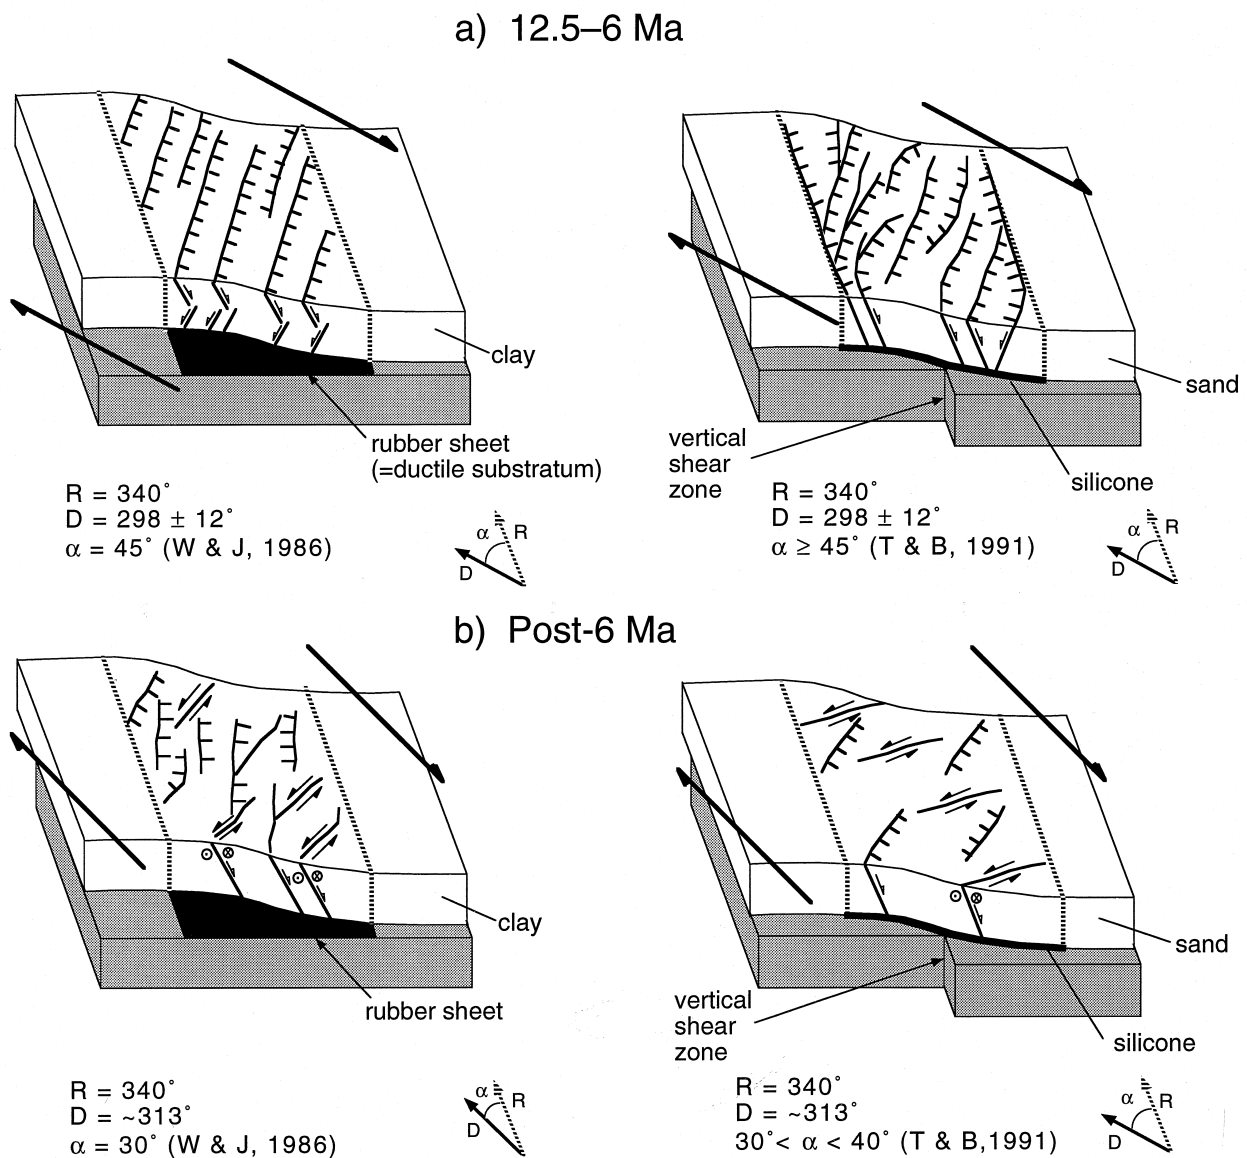 a) 12.5–6 Ma
clay
rubber sheet
(=ductile substratum)
R = 340°
D = 298 ± 12°
α = 45° (W & J, 1986)
α
R
D
sand
vertical
shear
zone
silicone
R = 340°
D = 298 ± 12°
α ≥ 45° (T & B, 1991)
α
R
D
b) Post-6 Ma
clay
rubber sheet
R = 340°
D = ~313°
α = 30° (W & J, 1986)
α
R
D
sand
vertical
shear
zone
silicone
R = 340°
D = ~313°
30°< α < 40° (T & B,1991)
α
R
D